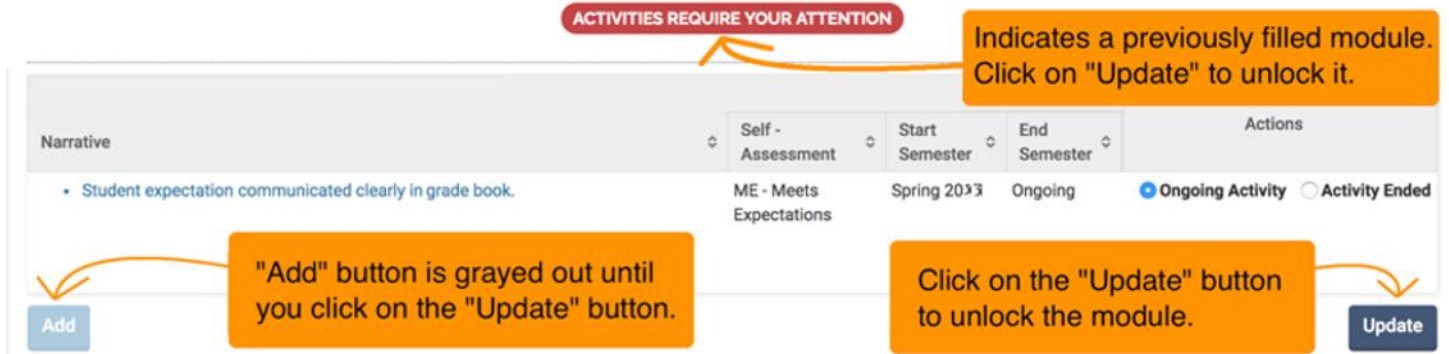 ACTIVITIES REQUIRE YOUR ATTENTION
Indicates a previously filled module.
Click on "Update" to unlock it.
Narrative
Self -
Assessment
Start
Semester
End
Semester
Actions
• Student expectation communicated clearly in grade book.
ME - Meets
Expectations
Spring
Ongoing
Ongoing Activity
Activity Ended
"Add" button is grayed out until
you click on the "Update" button.
Click on the "Update" button
to unlock the module.
Add
Update